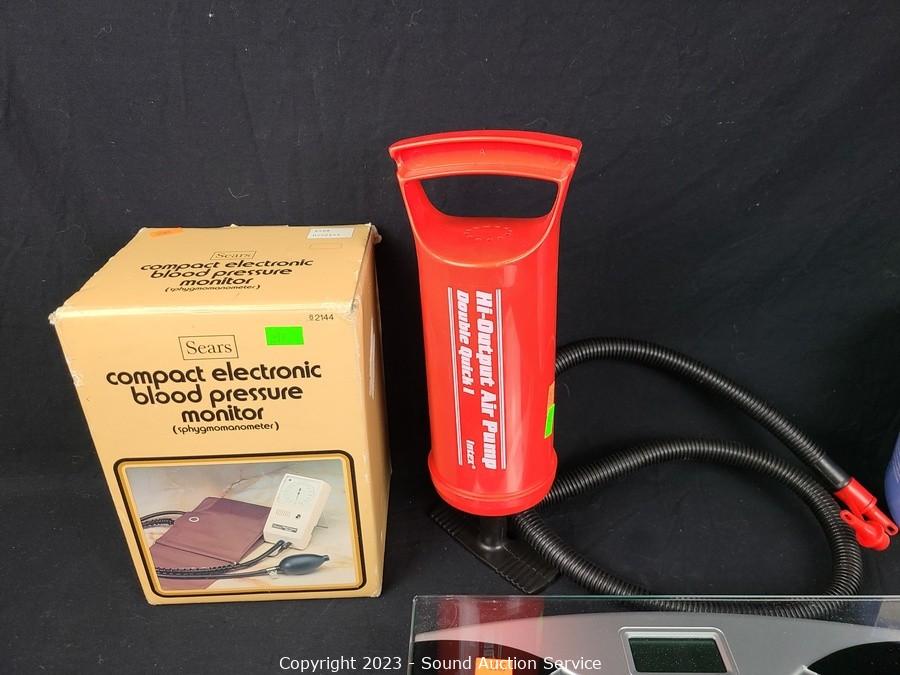 Sears
compact electronic
blood pressure
monitor
(sphygmomanometer)
82144
Sears
compact electronic
blood pressure
monitor
(sphygmomanometer)
Hi-Output Air Pump
Double Quick I
Intex
Copyright 2023 - Sound Auction Service